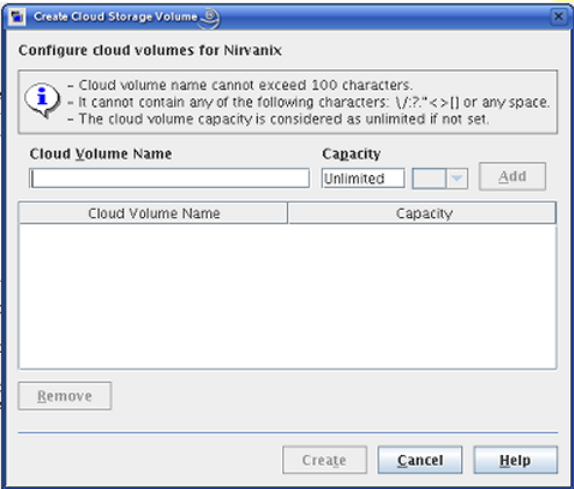 Create Cloud Storage Volume
Configure cloud volumes for Nirvanix
- Cloud volume name cannot exceed 100 characters.
- It cannot contain any of the following characters: \/:?."<>[] or any space.
- The cloud volume capacity is considered as unlimited if not set.
Cloud Volume Name Capacity
Unlimited Add
Cloud Volume Name Capacity
Remove
Create Cancel Help